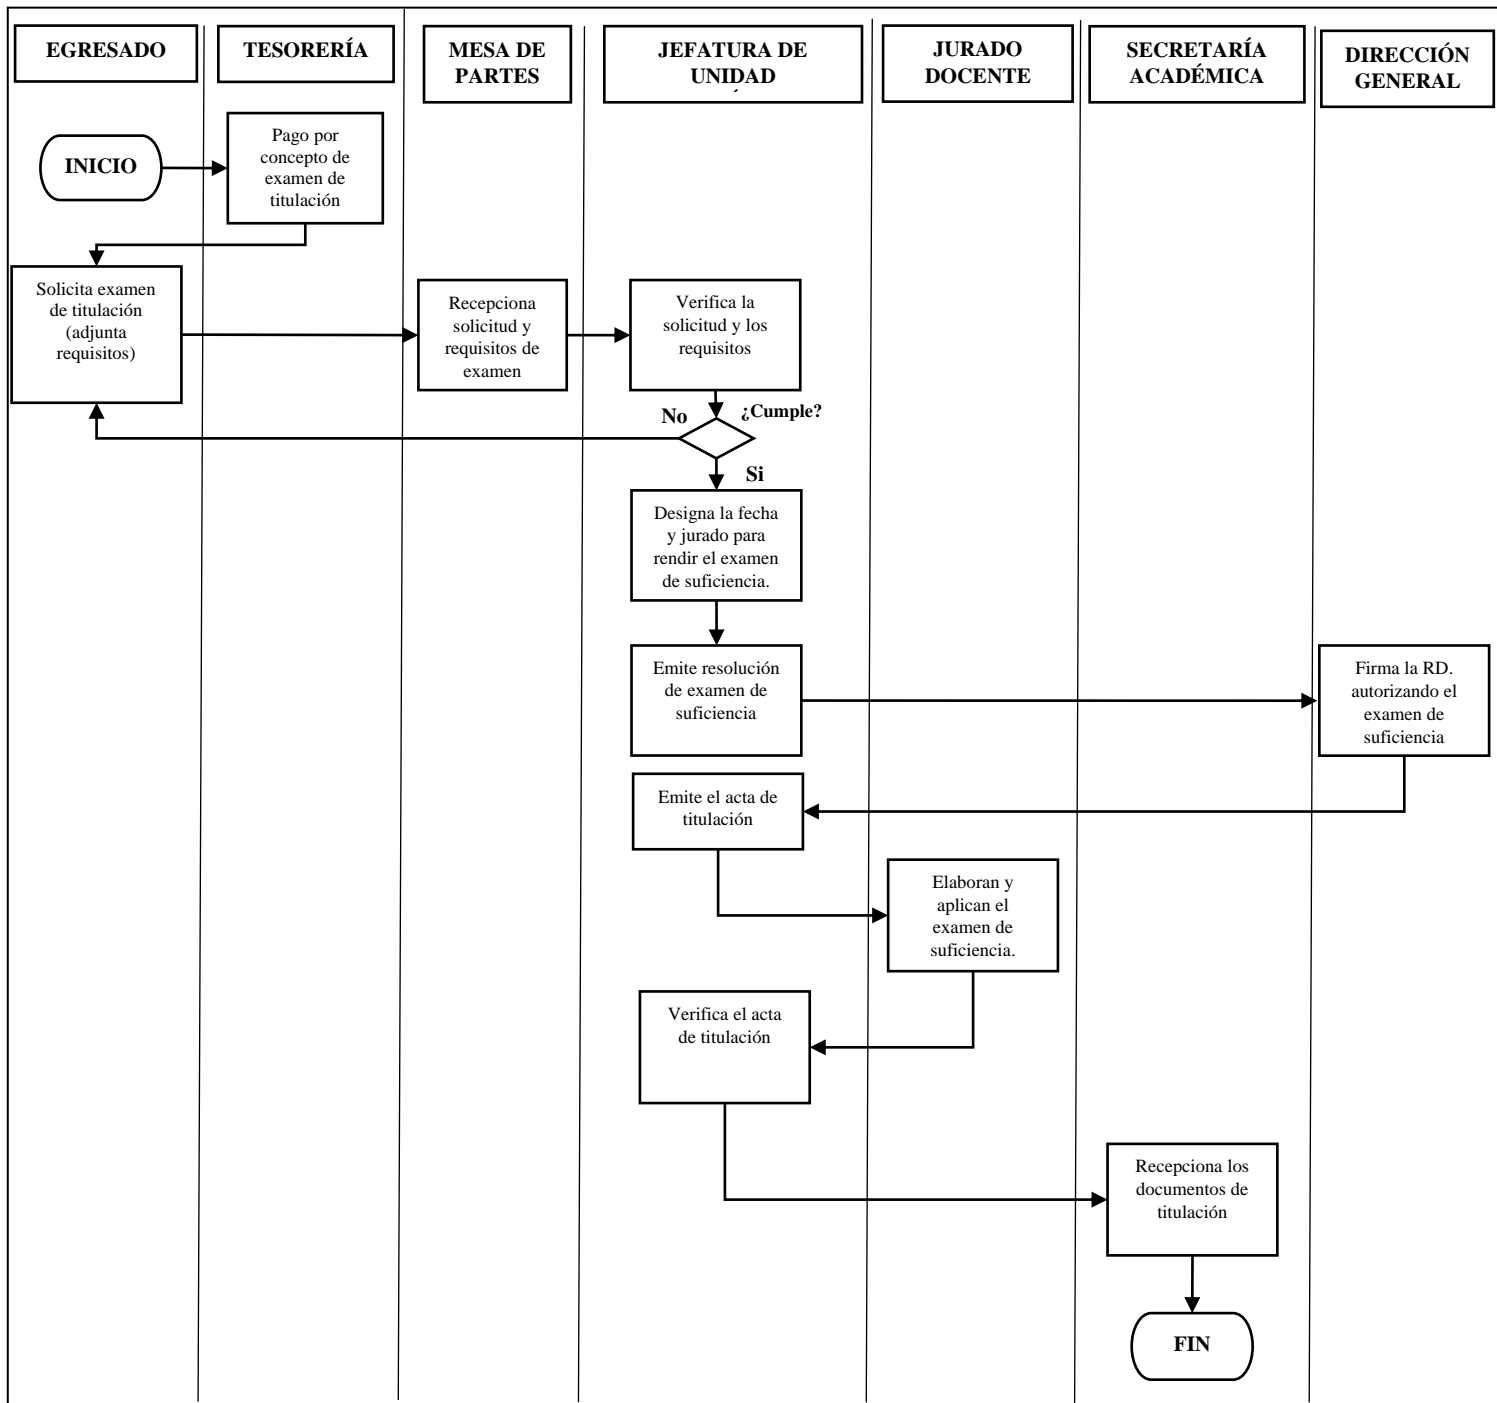 EGRESADO
TESORERÍA
MESA DE
PARTES
JEFATURA DE
UNIDAD
JURADO
DOCENTE
SECRETARÍA
ACADÉMICA
DIRECCIÓN
GENERAL
INICIO
Pago por
concepto de
examen de
titulación
Solicita examen
de titulación
(adjunta
requisitos)
Recepciona
solicitud y
requisitos de
examen
Verifica la
solicitud y los
requisitos
No
¿Cumple?
Si
Designa la fecha
y jurado para
rendir el examen
de suficiencia.
Emite resolución
de examen de
suficiencia
Firma la RD.
autorizando el
examen de
suficiencia
Emite el acta de
titulación
Elaboran y
aplican el
examen de
suficiencia.
Verifica el acta
de titulación
Recepciona los
documentos de
titulación
FIN